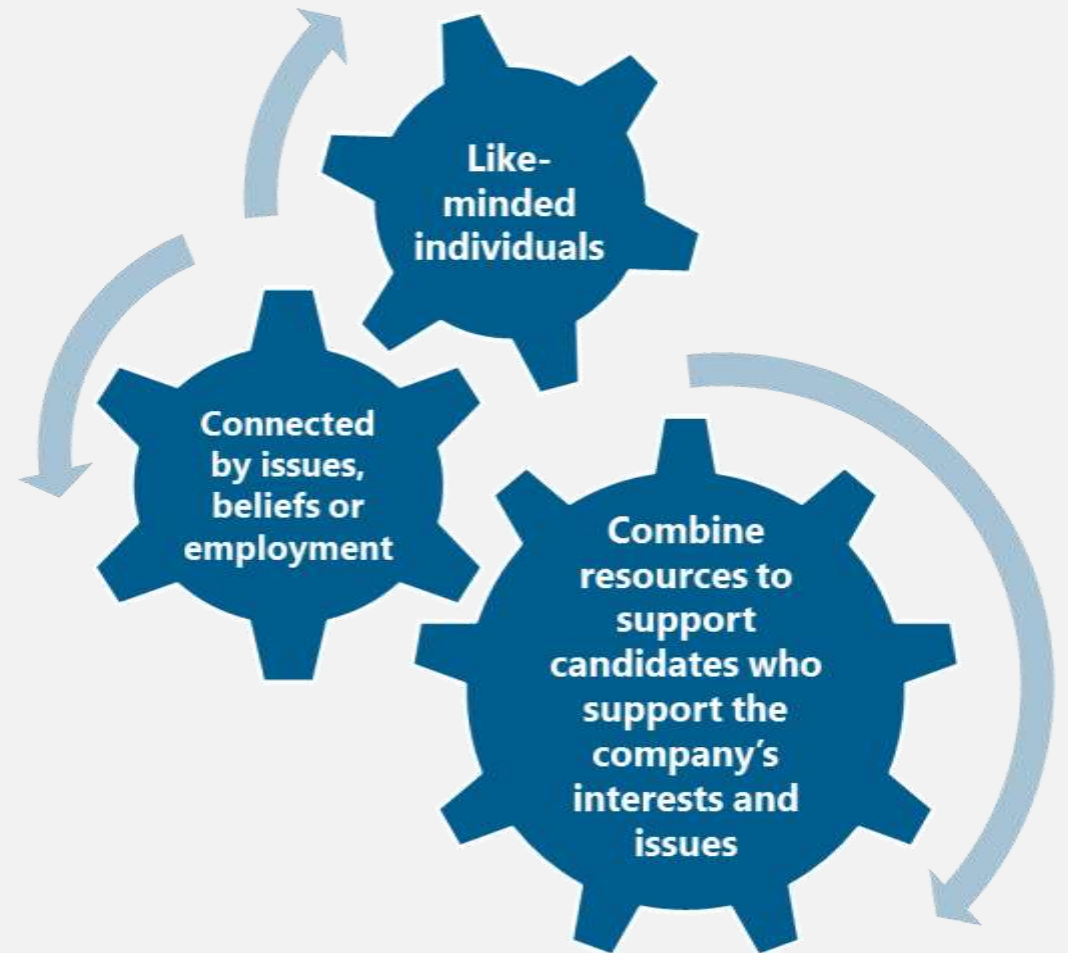 Like-
minded
individuals
Connected
by issues,
beliefs or
employment
Combine
resources to
support
candidates who
support the
company’s
interests and
issues